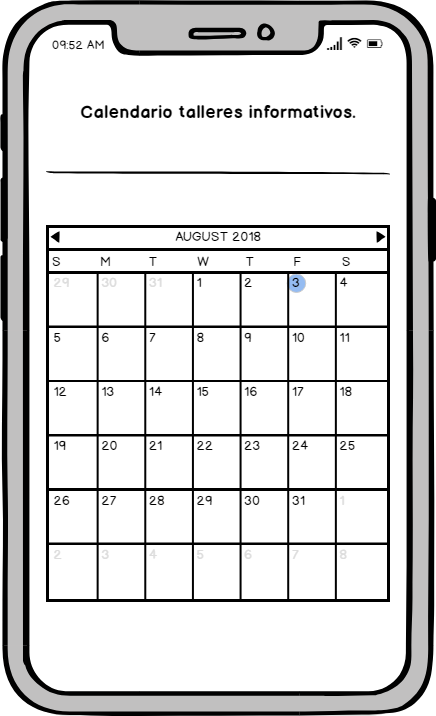 09:52 AM
Calendario talleres informativos.
AUGUST 2018
S M T W T F S
29 30 31 1 2 3 4
5 6 7 8 9 10 11
12 13 14 15 16 17 18
19 20 21 22 23 24 25
26 27 28 29 30 31 1
2 3 4 5 6 7 8